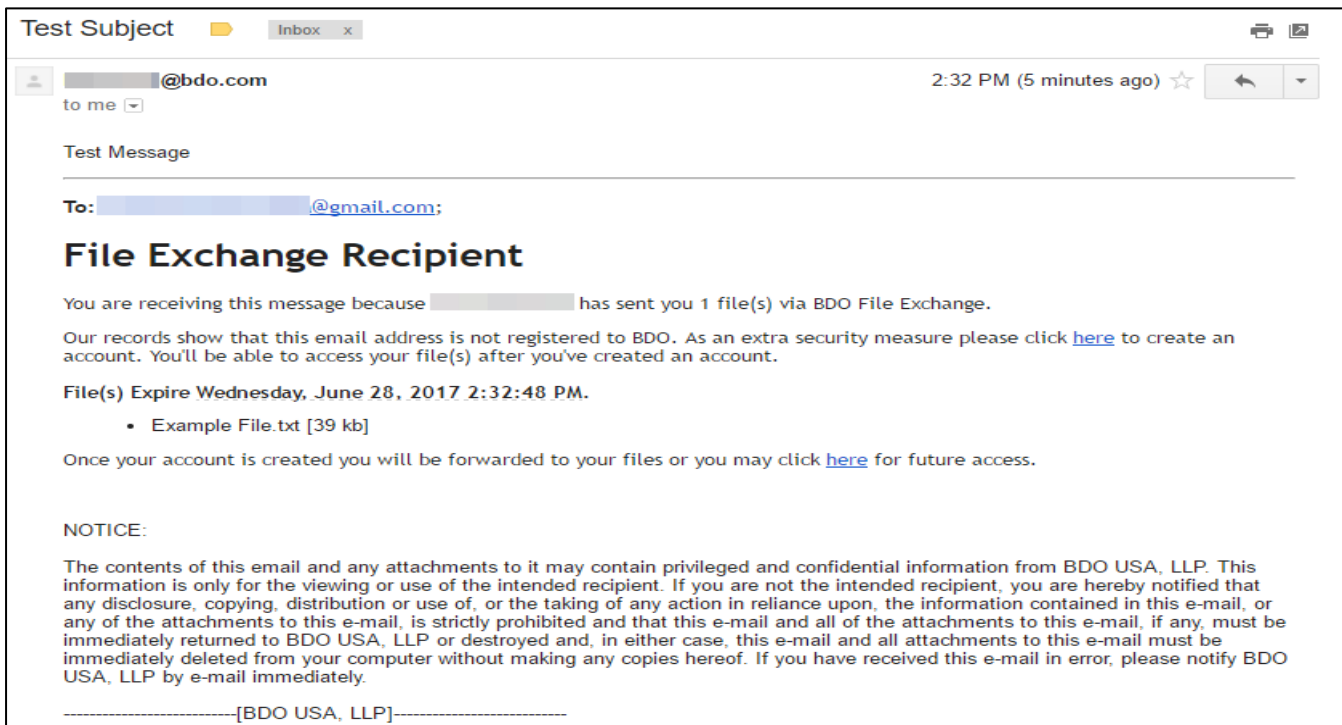 Test Subject Inbox x
@bdo.com 2:32 PM (5 minutes ago)
to me
Test Message
To: @gmail.com;
File Exchange Recipient
You are receiving this message because has sent you 1 file(s) via BDO File Exchange.
Our records show that this email address is not registered to BDO. As an extra security measure please click here to create an
account. You'll be able to access your file(s) after you've created an account.
File(s) Expire Wednesday, June 28, 2017 2:32:48 PM.
• Example File.txt [39 kb]
Once your account is created you will be forwarded to your files or you may click here for future access.
NOTICE:
The contents of this email and any attachments to it may contain privileged and confidential information from BDO USA, LLP. This
information is only for the viewing or use of the intended recipient. If you are not the intended recipient, you are hereby notified that
any disclosure, copying, distribution or use of, or the taking of any action in reliance upon, the information contained in this e-mail, or
any of the attachments to this e-mail, is strictly prohibited and that this e-mail and all of the attachments to this e-mail, if any, must be
immediately returned to BDO USA, LLP or destroyed and, in either case, this e-mail and all attachments to this e-mail must be
immediately deleted from your computer without making any copies hereof. If you have received this e-mail in error, please notify BDO
USA, LLP by e-mail immediately.
---------------------------[BDO USA, LLP]---------------------------